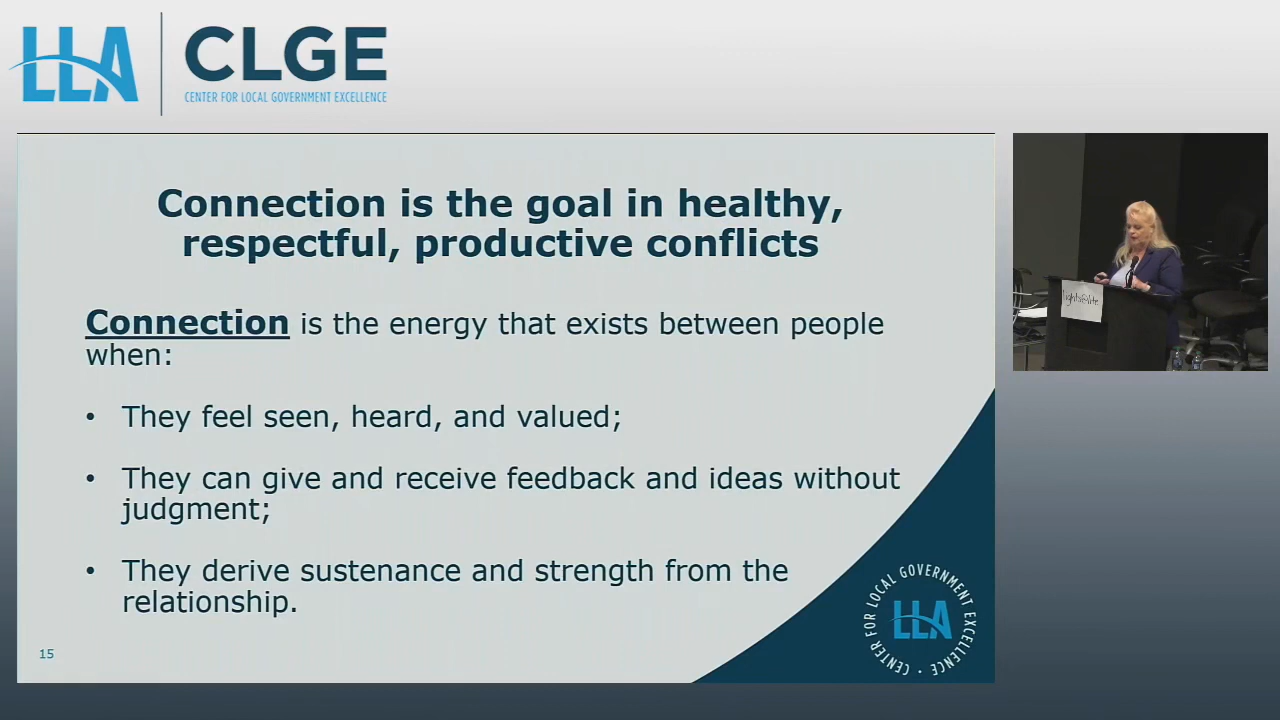 LLA
CLGE
CENTER FOR LOCAL GOVERNMENT EXCELLENCE
Connection is the goal in healthy,
respectful, productive conflicts
Connection is the energy that exists between people
when:
• They feel seen, heard, and valued;
• They can give and receive feedback and ideas without
judgment;
• They derive sustenance and strength from the
relationship.
15
CENTER FOR LOCAL GOVERNMENT EXCELLENCE
LLA